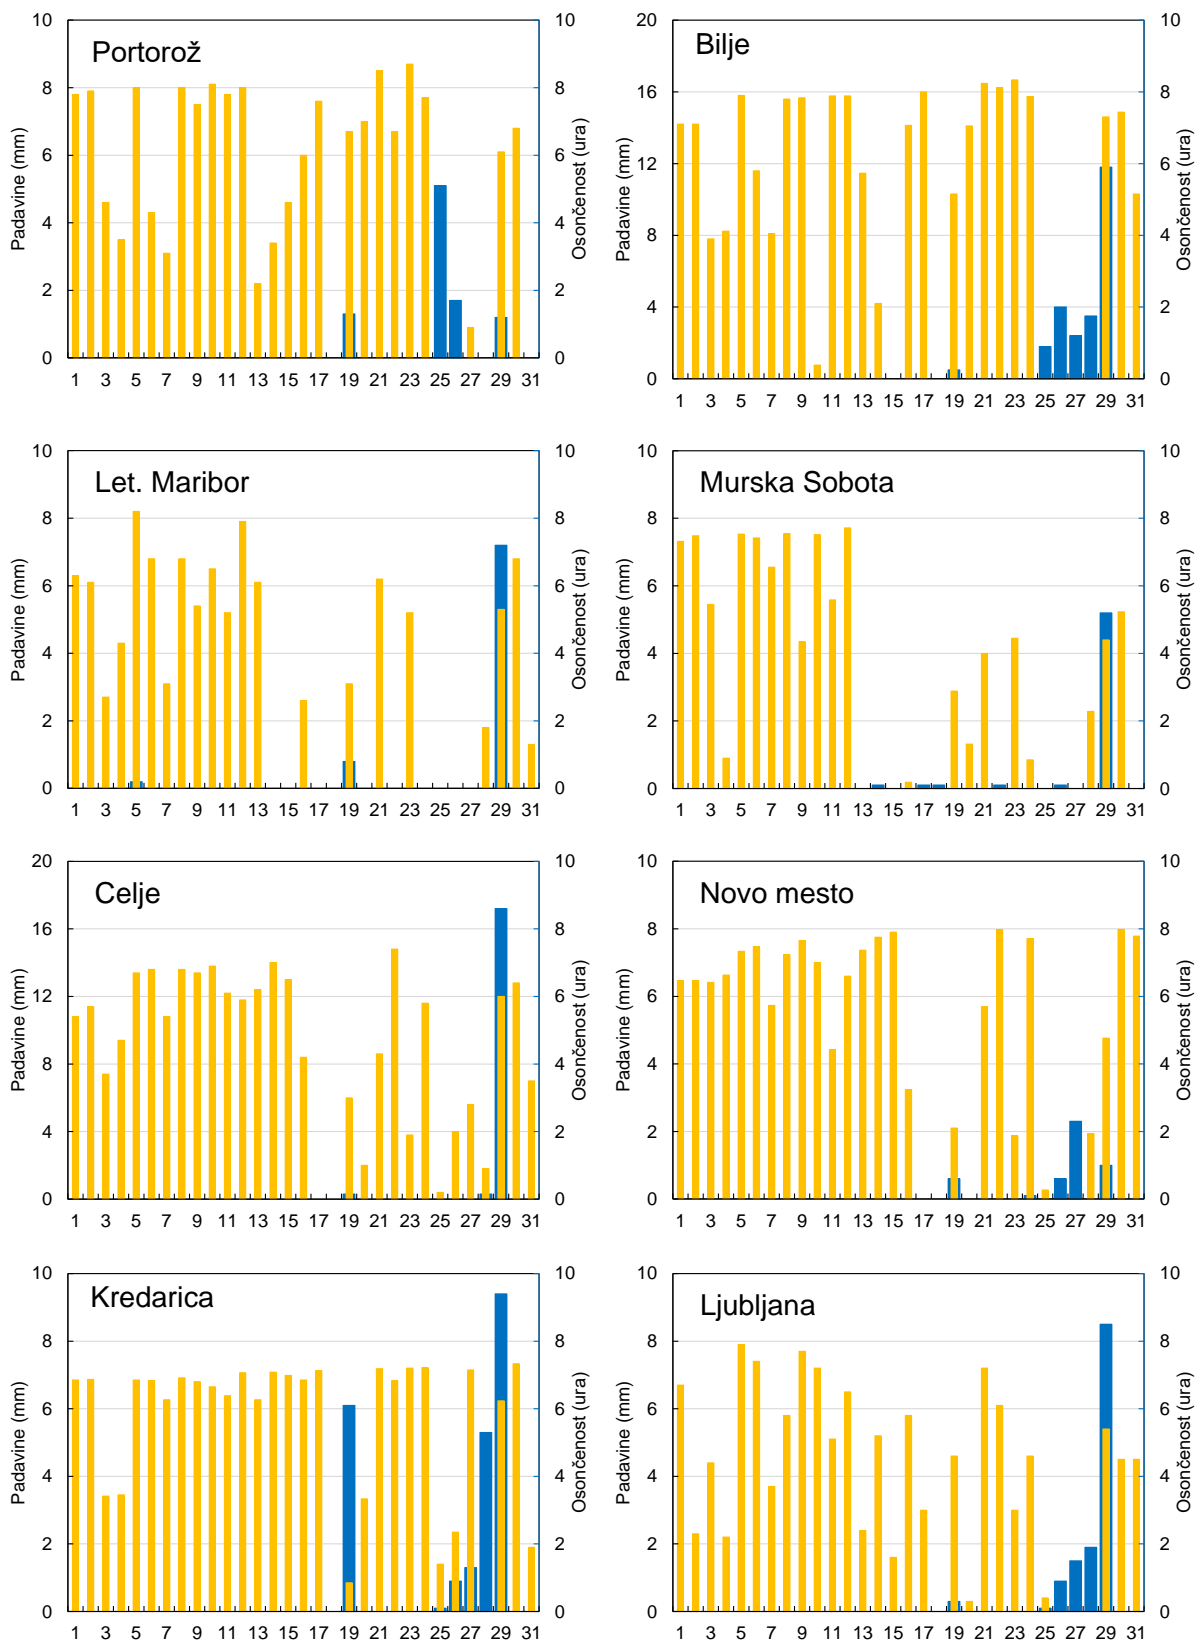 Portorož
Padavine (mm)
Osončenost (ura)
10 8 6 4 2 0
10 8 6 4 2 0
1 3 5 7 9 11 13 15 17 19 21 23 25 27 29 31
Bilje
Padavine (mm)
Osončenost (ura)
20 16 12 8 4 0
10 8 6 4 2 0
1 3 5 7 9 11 13 15 17 19 21 23 25 27 29 31
Let. Maribor
Padavine (mm)
Osončenost (ura)
10 8 6 4 2 0
10 8 6 4 2 0
1 3 5 7 9 11 13 15 17 19 21 23 25 27 29 31
Murska Sobota
Padavine (mm)
Osončenost (ura)
10 8 6 4 2 0
10 8 6 4 2 0
1 3 5 7 9 11 13 15 17 19 21 23 25 27 29 31
Celje
Padavine (mm)
Osončenost (ura)
20 16 12 8 4 0
10 8 6 4 2 0
1 3 5 7 9 11 13 15 17 19 21 23 25 27 29 31
Novo mesto
Padavine (mm)
Osončenost (ura)
10 8 6 4 2 0
10 8 6 4 2 0
1 3 5 7 9 11 13 15 17 19 21 23 25 27 29 31
Kredarica
Padavine (mm)
Osončenost (ura)
10 8 6 4 2 0
10 8 6 4 2 0
1 3 5 7 9 11 13 15 17 19 21 23 25 27 29 31
Ljubljana
Padavine (mm)
Osončenost (ura)
10 8 6 4 2 0
10 8 6 4 2 0
1 3 5 7 9 11 13 15 17 19 21 23 25 27 29 31